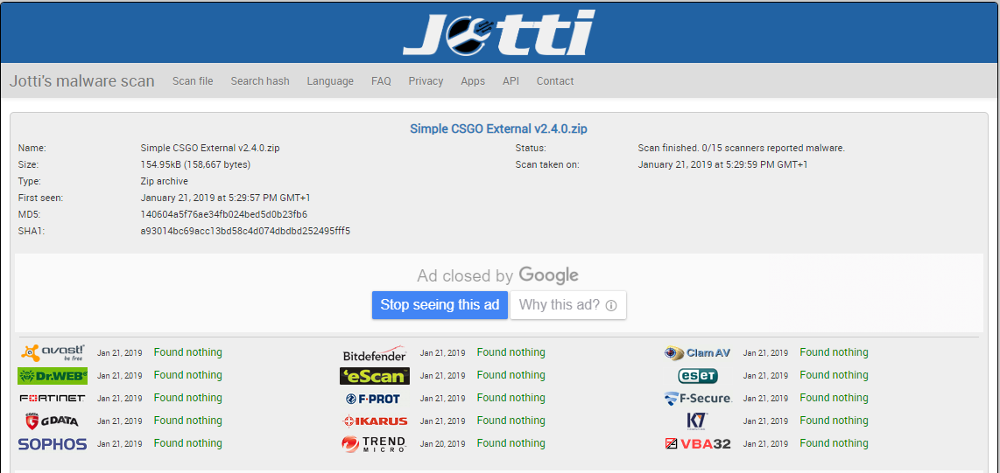 Jotti
Jotti's malware scan Scan file Search hash Language FAQ Privacy Apps API Contact
Simple CSGO External v2.4.0.zip
Name: Simple CSGO External v2.4.0.zip Status: Scan finished. 0/15 scanners reported malware.
Size: 154.95kB (158,667 bytes) Scan taken on: January 21, 2019 at 5:29:59 PM GMT+1
Type: Zip archive
First seen: January 21, 2019 at 5:29:57 PM GMT+1
MD5: 140604a5f76ae34fb024bed5d0b23fb6
SHA1: a93014bc69acc13bd58c4d074dbdbd252495fff5
Ad closed by Google
Stop seeing this ad Why this ad?
avast! be free Jan 21, 2019 Found nothing Bitdefender Jan 21, 2019 Found nothing Clam AV Jan 21, 2019 Found nothing
Dr.WEB Jan 21, 2019 Found nothing eScan Jan 21, 2019 Found nothing eset Jan 21, 2019 Found nothing
FORTINET Jan 21, 2019 Found nothing F-PROT Jan 21, 2019 Found nothing F-Secure. Jan 21, 2019 Found nothing
G DATA Jan 21, 2019 Found nothing IKARUS Jan 21, 2019 Found nothing K7 Jan 21, 2019 Found nothing
SOPHOS Jan 21, 2019 Found nothing TREND MICRO Jan 20, 2019 Found nothing VBA32 Jan 21, 2019 Found nothing